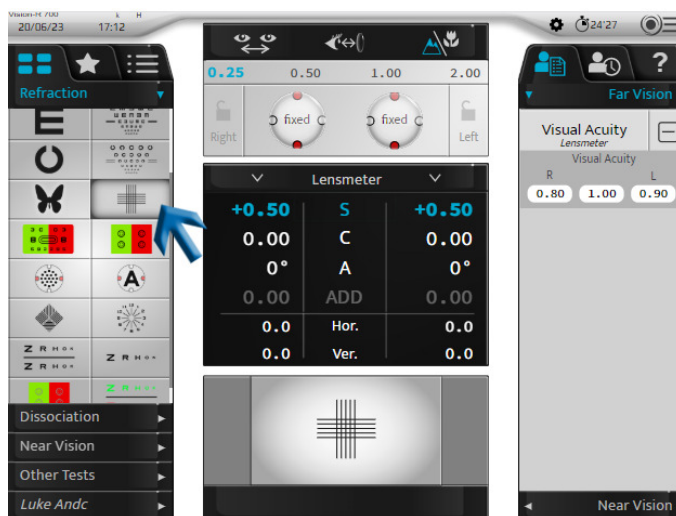 Vision-R 700
20/06/23 17:12
24'27
Refraction
Far Vision
0.25 0.50 1.00 2.00
Right
fixed
fixed
Left
Visual Acuity
Lensmeter
Visual Acuity
R L
0.80 1.00 0.90
Lensmeter
+0.50 S +0.50
0.00 C 0.00
0° A 0°
0.00 ADD 0.00
0.0 Hor. 0.0
0.0 Ver. 0.0
E
A
Z R H
Z R H
Z R H
Dissociation
Near Vision
Other Tests
Luke Andc
Near Vision